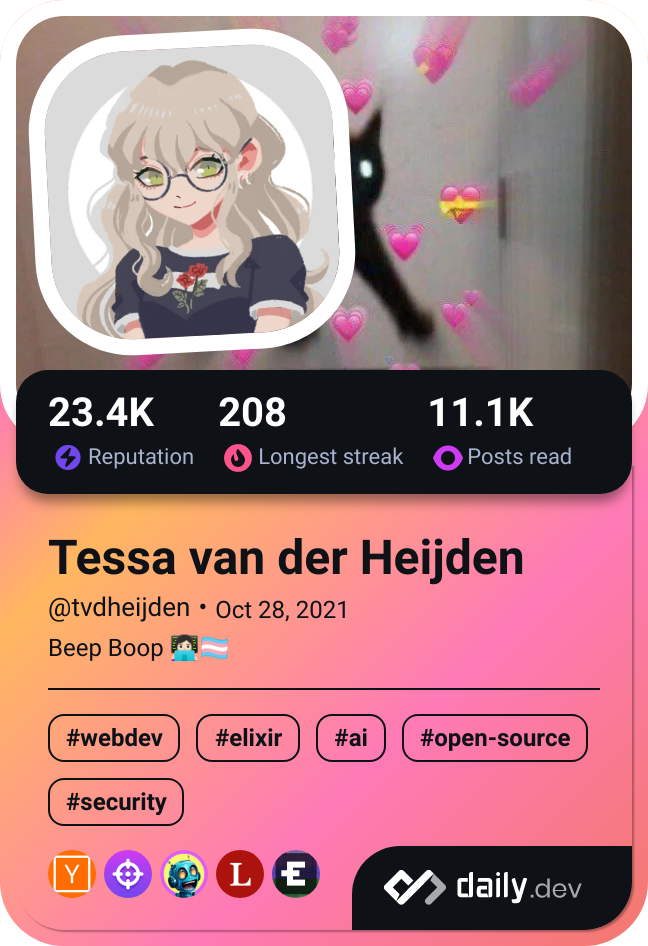 23.4K 208 11.1K
Reputation Longest streak Posts read
Tessa van der Heijden
@tvdheijden • Oct 28, 2021
Beep Boop 👩🏻‍💻🏳️‍⚧️
#webdev #elixir #ai #open-source
#security
Y L E daily.dev